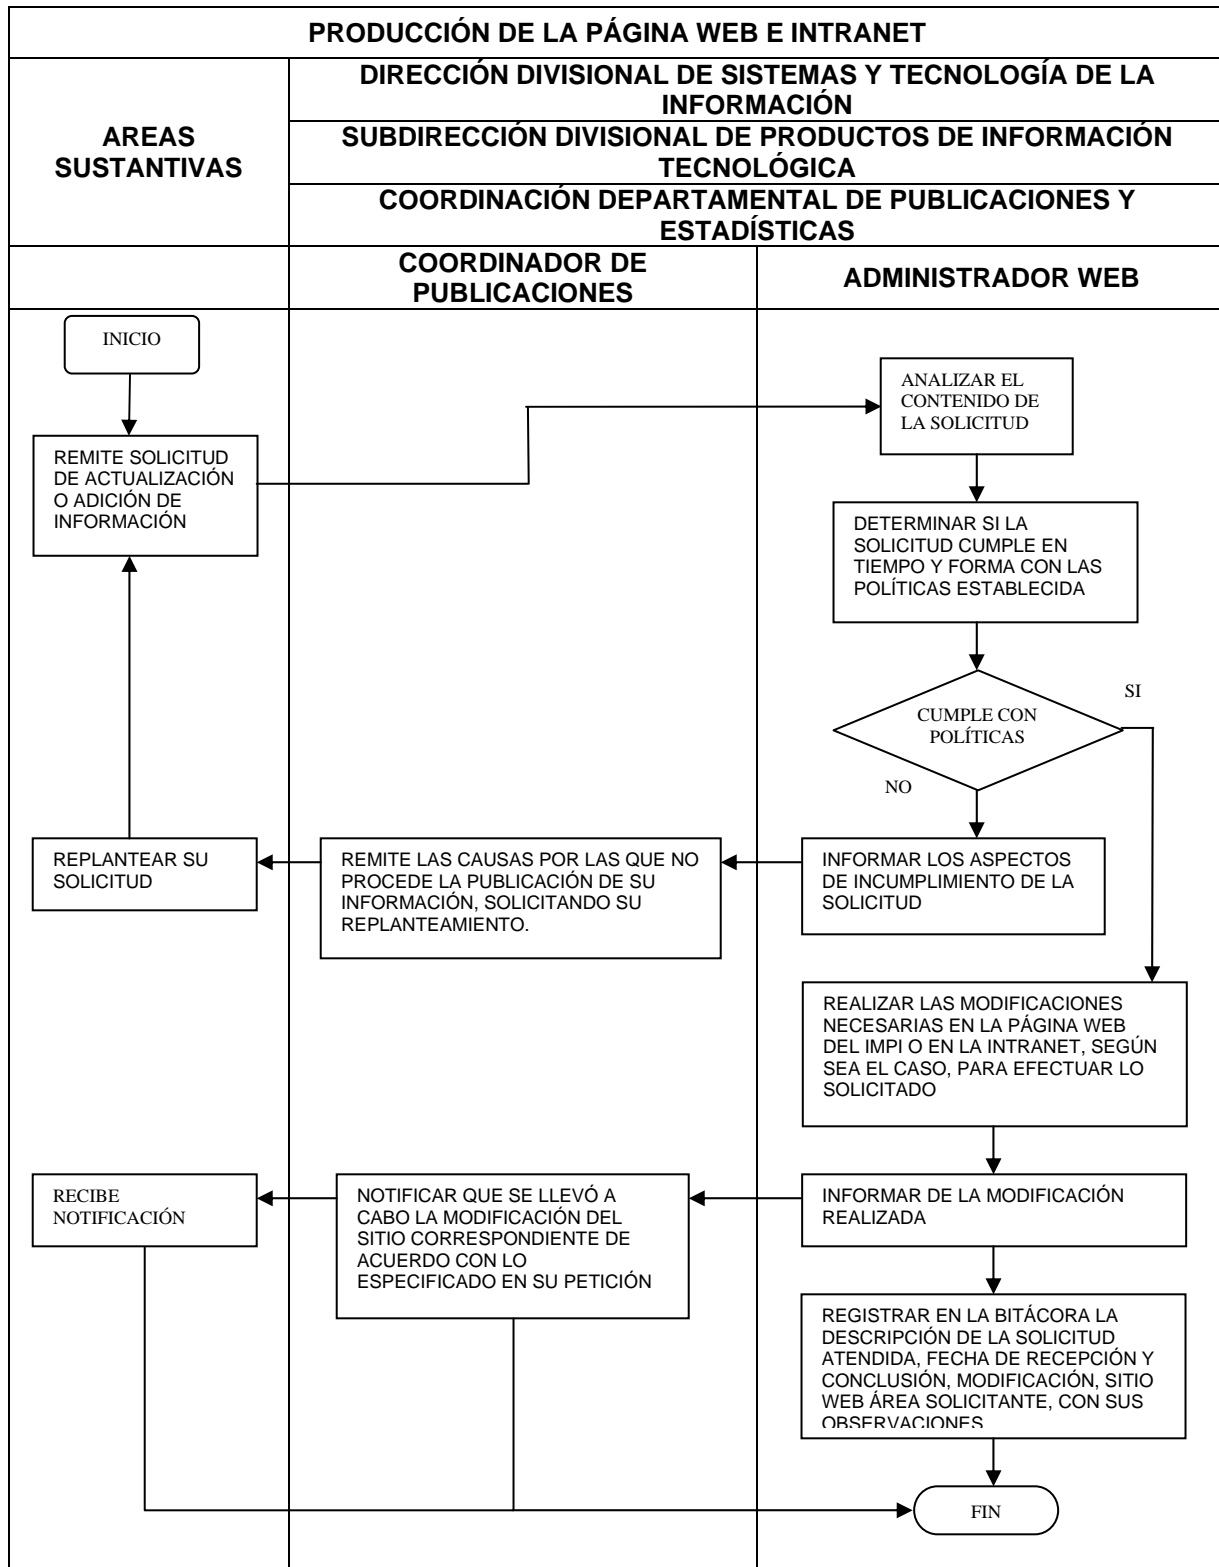 PRODUCCIÓN DE LA PÁGINA WEB E INTRANET
AREAS
SUSTANTIVAS
DIRECCIÓN DIVISIONAL DE SISTEMAS Y TECNOLOGÍA DE LA
INFORMACIÓN
SUBDIRECCIÓN DIVISIONAL DE PRODUCTOS DE INFORMACIÓN
TECNOLÓGICA
COORDINACIÓN DEPARTAMENTAL DE PUBLICACIONES Y
ESTADÍSTICAS
COORDINADOR DE
PUBLICACIONES
ADMINISTRADOR WEB
INICIO
REMITE SOLICITUD
DE ACTUALIZACIÓN
O ADICIÓN DE
INFORMACIÓN
ANALIZAR EL
CONTENIDO DE
LA SOLICITUD
DETERMINAR SI LA
SOLICITUD CUMPLE EN
TIEMPO Y FORMA CON LAS
POLÍTICAS ESTABLECIDA
CUMPLE CON
POLÍTICAS
SI
NO
INFORMAR LOS ASPECTOS
DE INCUMPLIMIENTO DE LA
SOLICITUD
REMITE LAS CAUSAS POR LAS QUE NO
PROCEDE LA PUBLICACIÓN DE SU
INFORMACIÓN, SOLICITANDO SU
REPLANTEAMIENTO.
REPLANTEAR SU
SOLICITUD
REALIZAR LAS MODIFICACIONES
NECESARIAS EN LA PÁGINA WEB
DEL IMPI O EN LA INTRANET, SEGÚN
SEA EL CASO, PARA EFECTUAR LO
SOLICITADO
INFORMAR DE LA MODIFICACIÓN
REALIZADA
NOTIFICAR QUE SE LLEVÓ A
CABO LA MODIFICACIÓN DEL
SITIO CORRESPONDIENTE DE
ACUERDO CON LO
ESPECIFICADO EN SU PETICIÓN
RECIBE
NOTIFICACIÓN
REGISTRAR EN LA BITÁCORA LA
DESCRIPCIÓN DE LA SOLICITUD
ATENDIDA, FECHA DE RECEPCIÓN Y
CONCLUSIÓN, MODIFICACIÓN, SITIO
WEB ÁREA SOLICITANTE, CON SUS
OBSERVACIONES
FIN